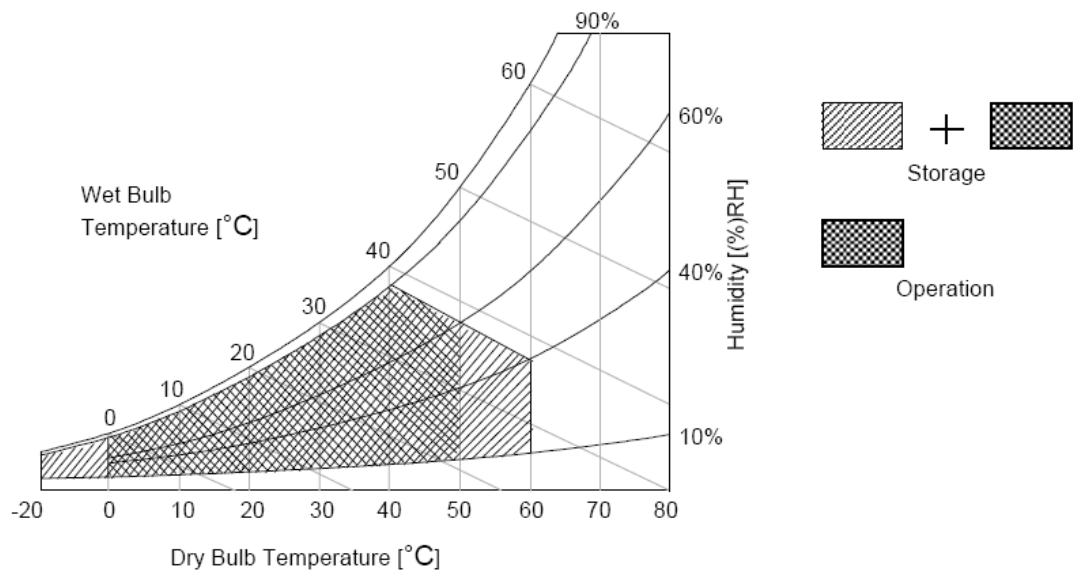 90%
60
60%
50
Storage
Wet Bulb
Temperature [°C]
40
40%
Humidity [(%)RH]
Operation
30
20
10
0
10%
-20 0 10 20 30 40 50 60 70 80
Dry Bulb Temperature [°C]